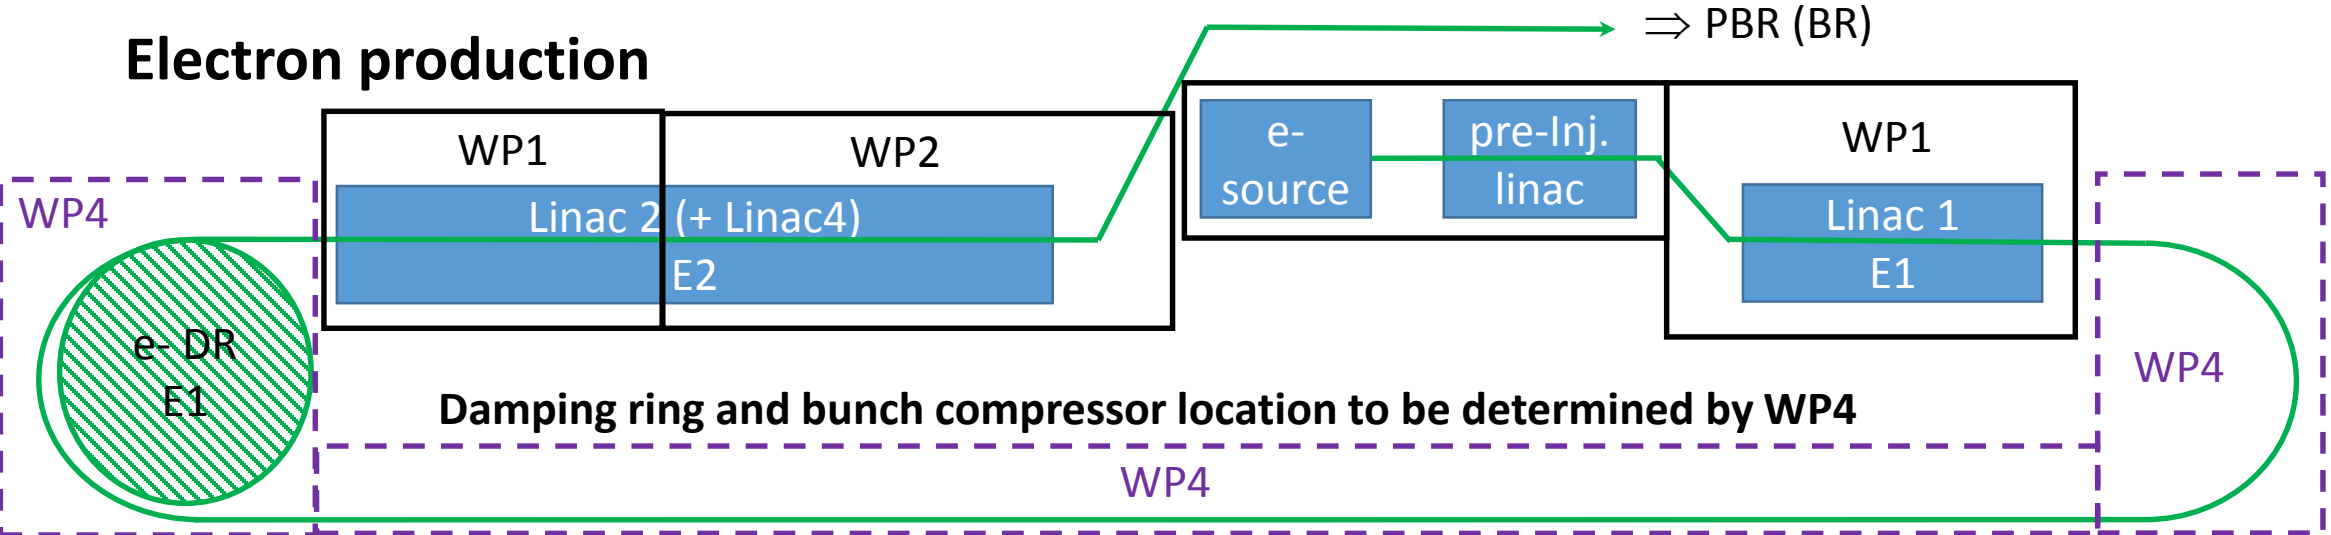 ⇒ PBR (BR)
Electron production
WP1
WP2
e-
source
pre-Inj.
linac
WP1
WP4
Linac 2 (+ Linac4)
E2
Linac 1
E1
e- DR
E1
WP4
Damping ring and bunch compressor location to be determined by WP4
WP4